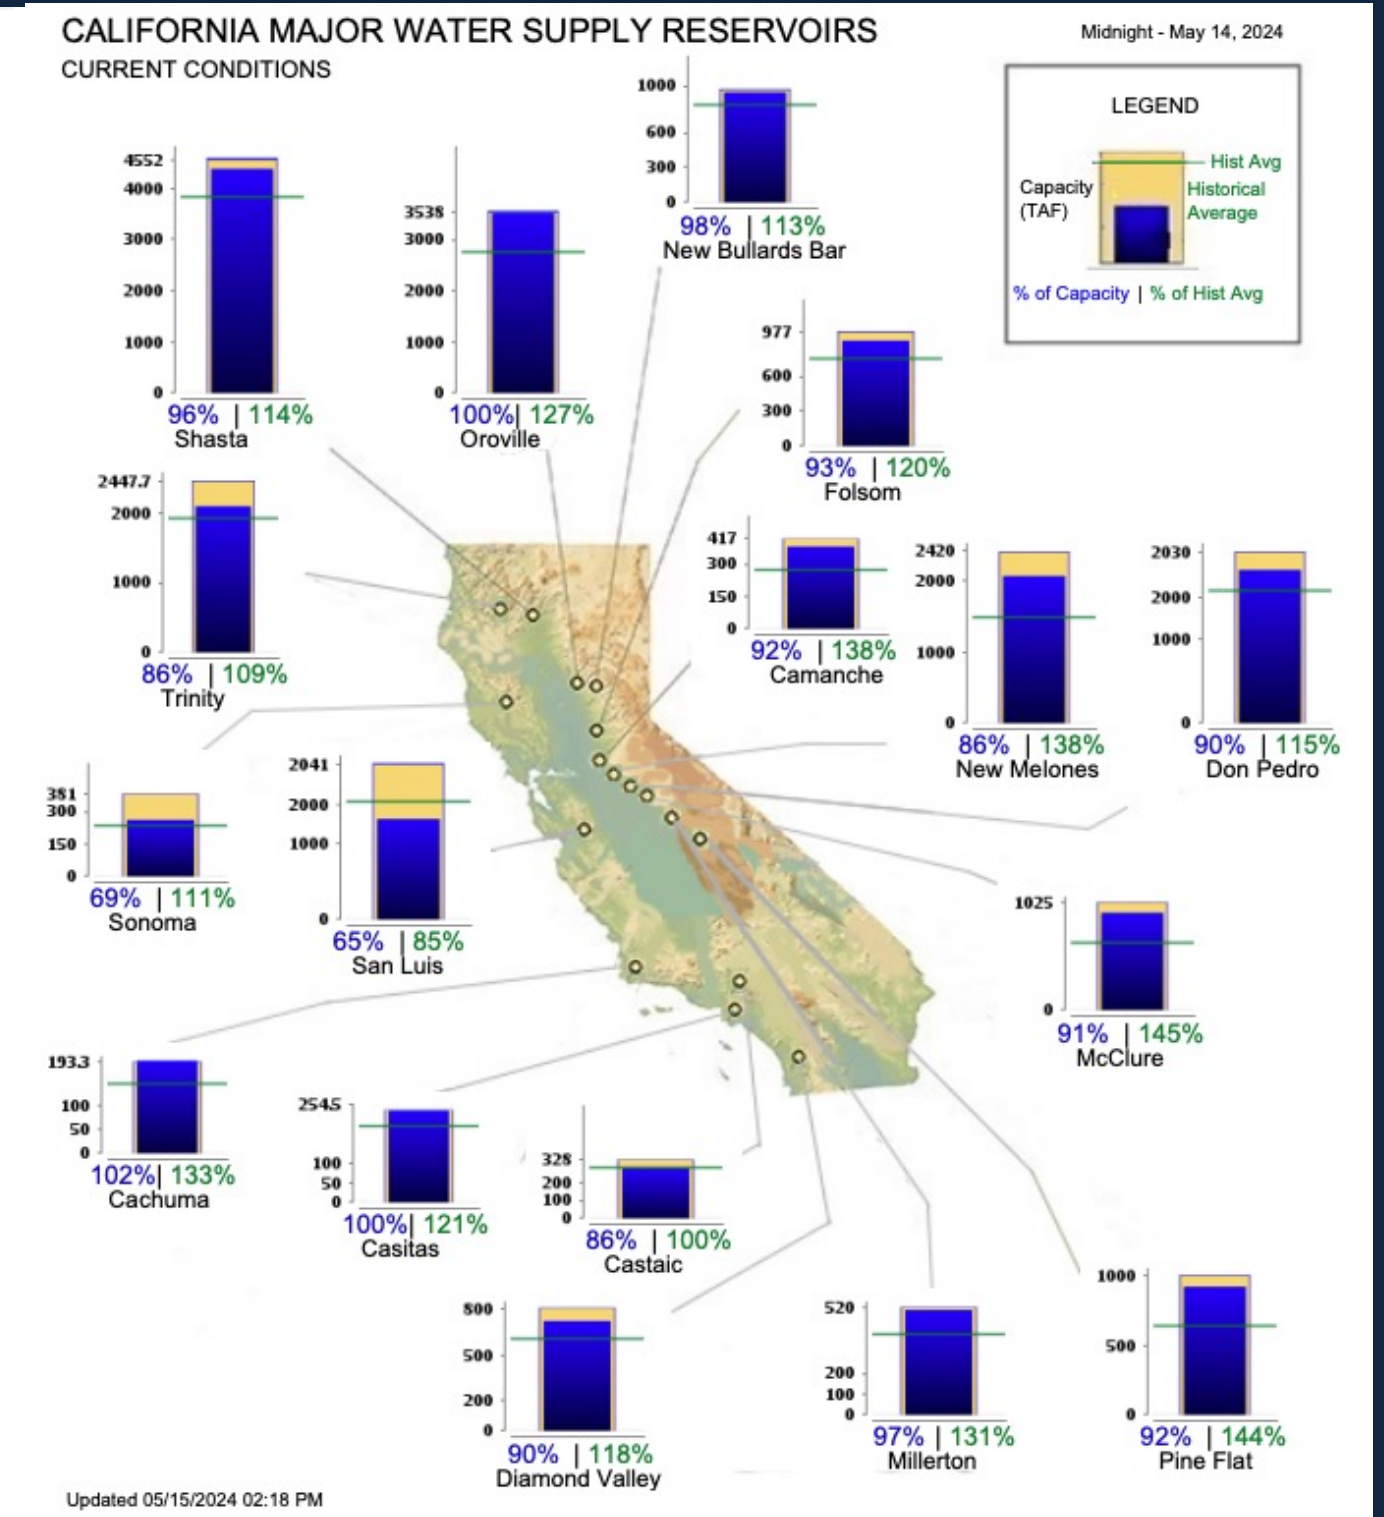 CALIFORNIA MAJOR WATER SUPPLY RESERVOIRS
CURRENT CONDITIONS
Midnight - May 14, 2024
LEGEND
Hist Avg
Capacity
(TAF)
Historical
Average
% of Capacity | % of Hist Avg
1000
600
300
0
98% | 113%
New Bullards Bar
4552
4000
3000
2000
1000
0
96% | 114%
Shasta
3538
3000
2000
1000
0
100%| 127%
Oroville
977
600
300
0
93% | 120%
Folsom
2447.7
2000
1000
0
86% | 109%
Trinity
417
300
150
0
92% | 138%
Camanche
2420
2000
1000
0
86% | 138%
New Melones
2030
2000
1000
0
90% | 115%
Don Pedro
381
300
150
0
69% | 111%
Sonoma
2041
2000
1000
0
65% | 85%
San Luis
1025
0
91% | 145%
McClure
193.3
100
50
0
102%| 133%
Cachuma
254.5
100
50
0
100%| 121%
Casitas
328
200
100
0
86% | 100%
Castaic
800
500
200
0
90% | 118%
Diamond Valley
520
200
100
0
97% | 131%
Millerton
1000
500
0
92% | 144%
Pine Flat
Updated 05/15/2024 02:18 PM